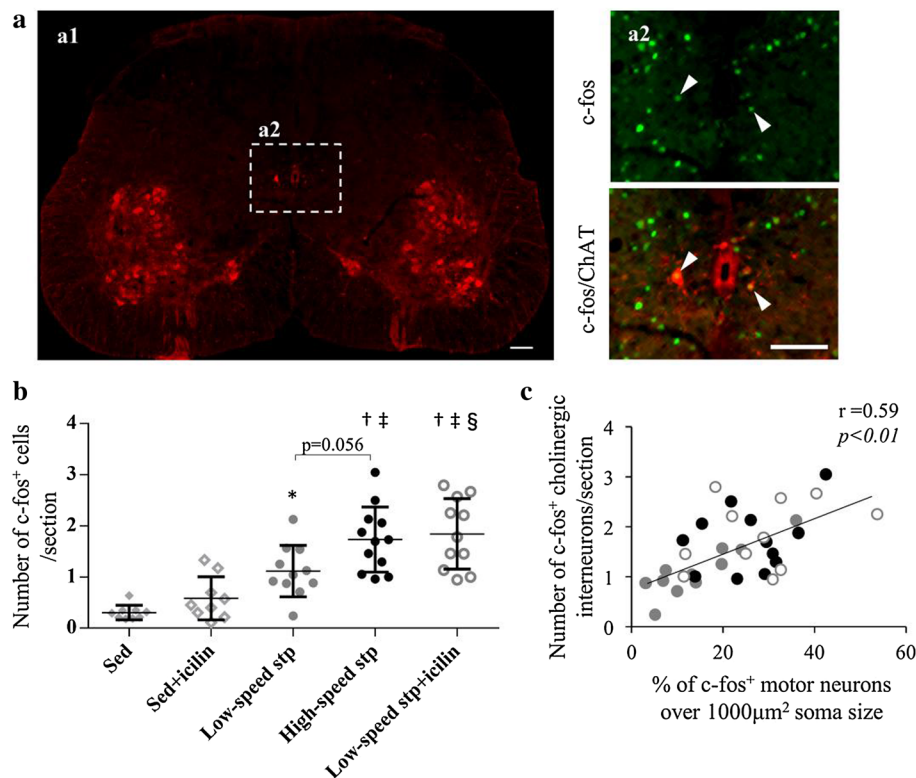 a
a1
a2
a2
c-fos
c-fos/ChAT
b
Number of c-fos⁺ cells
/section
4
3
2
1
0
† ‡
† ‡ §
p=0.056
*
Sed
Sed+icilin
Low-speed stp
High-speed stp
Low-speed stp+icilin
c
Number of c-fos⁺ cholinergic
interneurons/section
r=0.59
p<0.01
4
3
2
1
0
0
20
40
60
% of c-fos⁺ motor neurons
over 1000μm² soma size